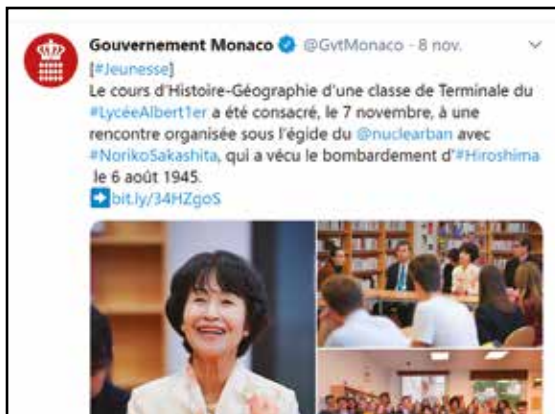 Gouvernement Monaco @GvtMonaco - 8 nov.
[#Jeunesse]
Le cours d'Histoire-Géographie d'une classe de Terminale du
#LycéeAlbert1er a été consacré, le 7 novembre, à une
rencontre organisée sous l'égide du @nuclearban avec
#NorikoSakashita, qui a vécu le bombardement d'#Hiroshima
le 6 août 1945.
➡bit.ly/34HZgoS